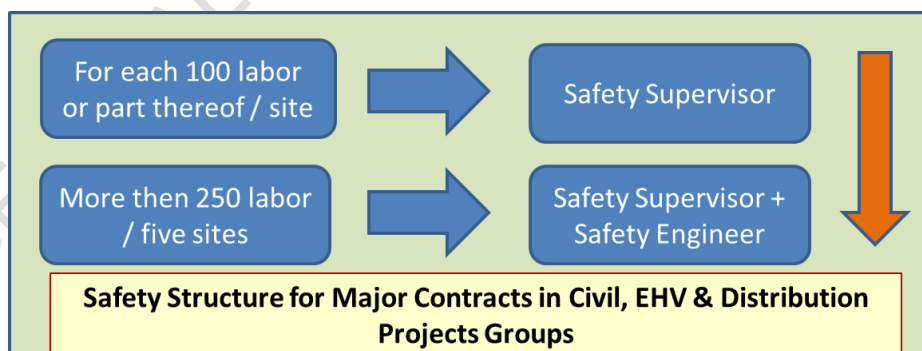 For each 100 labor
or part thereof / site
Safety Supervisor
More then 250 labor
/ five sites
Safety Supervisor +
Safety Engineer
Safety Structure for Major Contracts in Civil, EHV & Distribution
Projects Groups